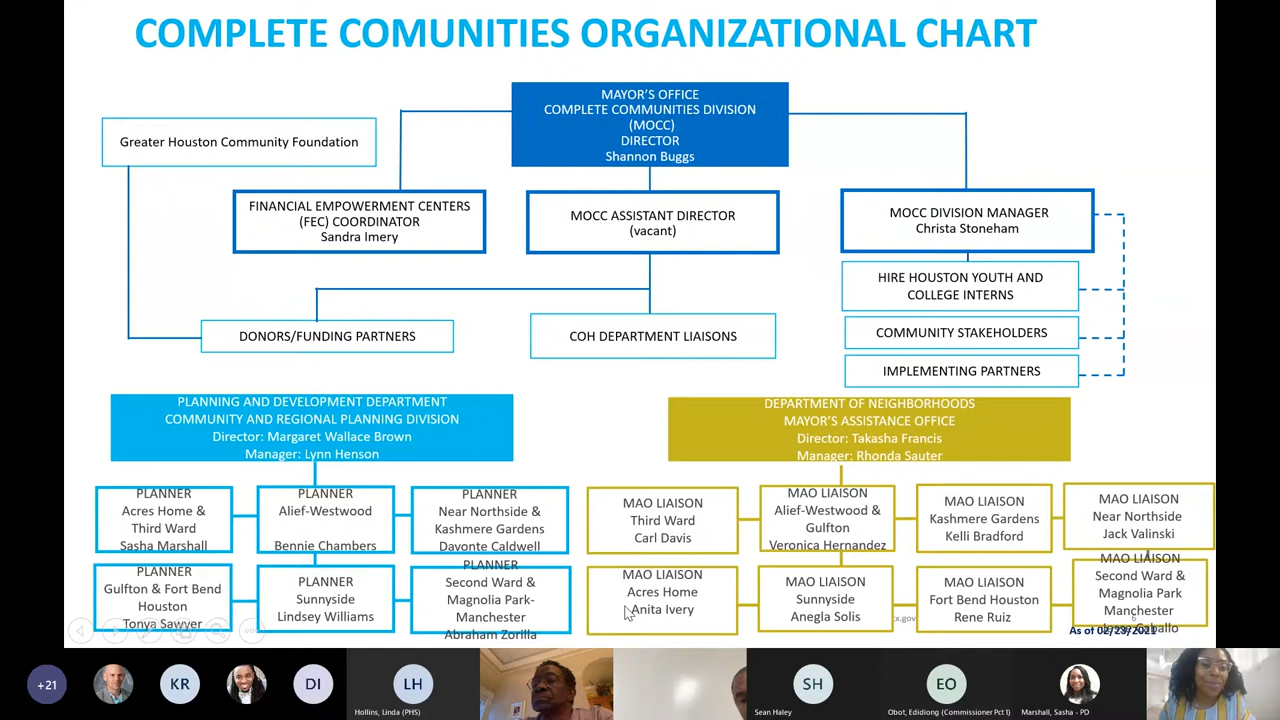 COMPLETE COMUNITIES ORGANIZATIONAL CHART
MAYOR'S OFFICE
COMPLETE COMMUNITIES DIVISION
(MOCC)
DIRECTOR
Shannon Buggs
Greater Houston Community Foundation
FINANCIAL EMPOWERMENT CENTERS
(FEC) COORDINATOR
Sandra Imery
MOCC ASSISTANT DIRECTOR
(vacant)
MOCC DIVISION MANAGER
Christa Stoneham
HIRE HOUSTON YOUTH AND
COLLEGE INTERNS
COMMUNITY STAKEHOLDERS
IMPLEMENTING PARTNERS
DONORS/FUNDING PARTNERS
COH DEPARTMENT LIAISONS
PLANNING AND DEVELOPMENT DEPARTMENT
COMMUNITY AND REGIONAL PLANNING DIVISION
Director: Margaret Wallace Brown
Manager: Lynn Henson
DEPARTMENT OF NEIGHBORHOODS
MAYOR'S ASSISTANCE OFFICE
Director: Takasha Francis
Manager: Rhonda Sauter
PLANNER
Acres Home &
Third Ward
Sasha Marshall
PLANNER
Alief-Westwood
Bennie Chambers
PLANNER
Near Northside &
Kashmere Gardens
Davonte Caldwell
MAO LIAISON
Third Ward
Carl Davis
MAO LIAISON
Alief-Westwood &
Gulfton
Veronica Hernandez
MAO LIAISON
Kashmere Gardens
Kelli Bradford
MAO LIAISON
Near Northside
Jack Valinski
PLANNER
Gulfton & Fort Bend
Houston
Tonya Sawyer
PLANNER
Sunnyside
Lindsey Williams
PLANNER
Second Ward &
Magnolia Park-
Manchester
Abraham Zorilla
MAO LIAISON
Acres Home
Anita Ivery
MAO LIAISON
Sunnyside
Anegla Solis
MAO LIAISON
Fort Bend Houston
Rene Ruiz
MAO LIAISON
Second Ward &
Magnolia Park
Manchester
Caballo
cx.gov
6
As of 02/23/2021
+21
KR
DI
LH
Hollins, Linda (PHS)
SH
Sean Haley
EO
Obot, Edidiong (Commissioner Pct 1)
Marshall, Sasha - PD